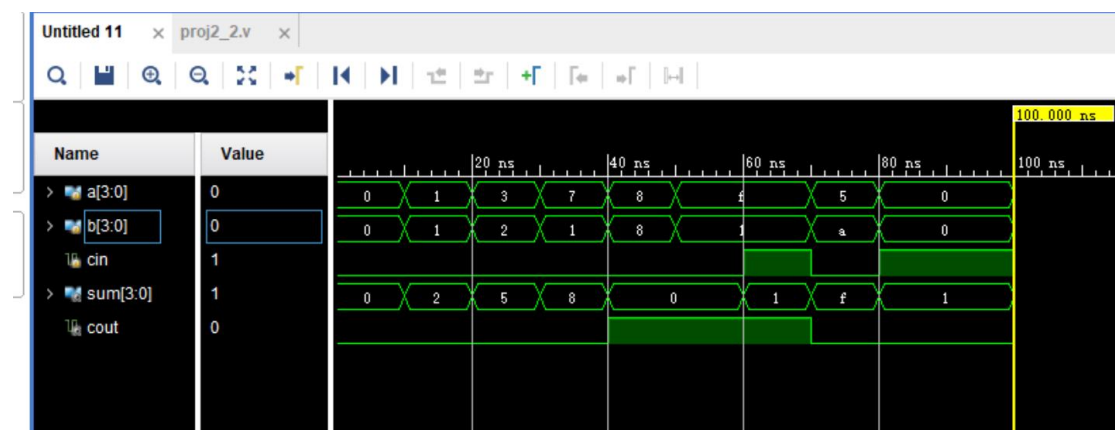 Untitled 11 × proj2_2.v ×
100.000 ns
Name Value
20 ns 40 ns 60 ns 80 ns 100 ns
a[3:0] 0 0 1 3 7 8 f 5 0
b[3:0] 0 0 1 2 1 8 1 a 0
cin 1
sum[3:0] 1 0 2 5 8 0 1 f 1
cout 0